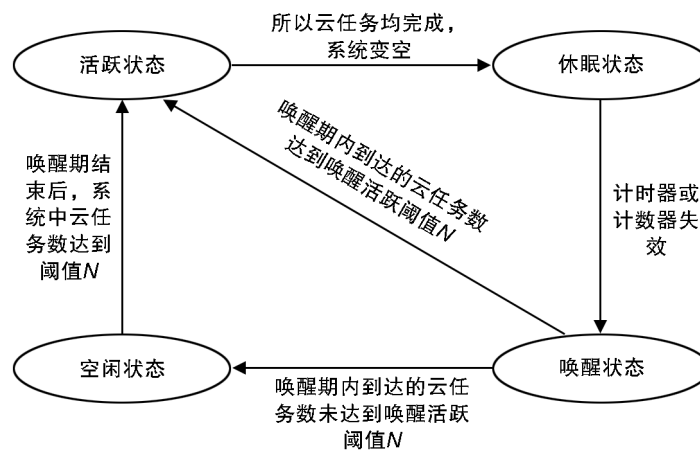 所以云任务均完成，
系统变空
活跃状态
休眠状态
唤醒期内到达的云任务数
达到唤醒活跃阈值N
唤醒期结
束后，系
统中云任
务数达到
阈值N
计时器或
计数器失
效
空闲状态
唤醒状态
唤醒期内到达的云任
务数未达到唤醒活跃
阈值N